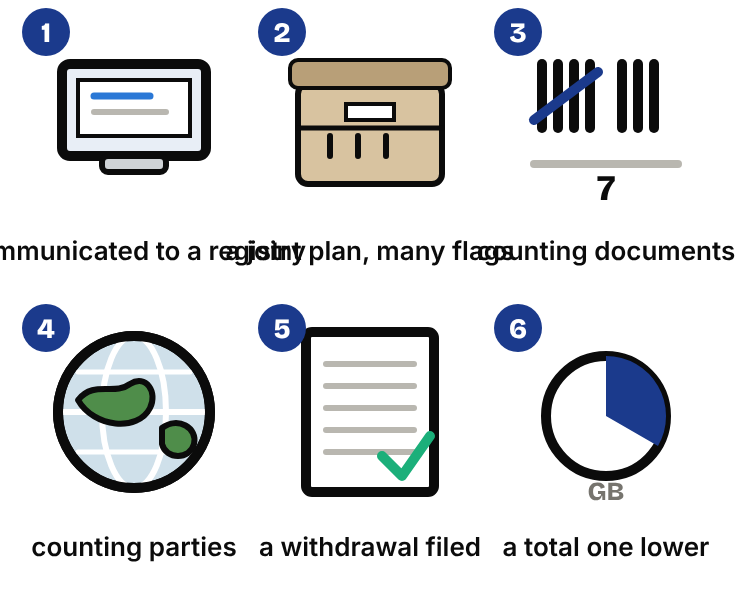 1
2
3
7
mmunicated to a registry
a joint plan, many flags
counting documents
4
5
6
GB
counting parties
a withdrawal filed
a total one lower